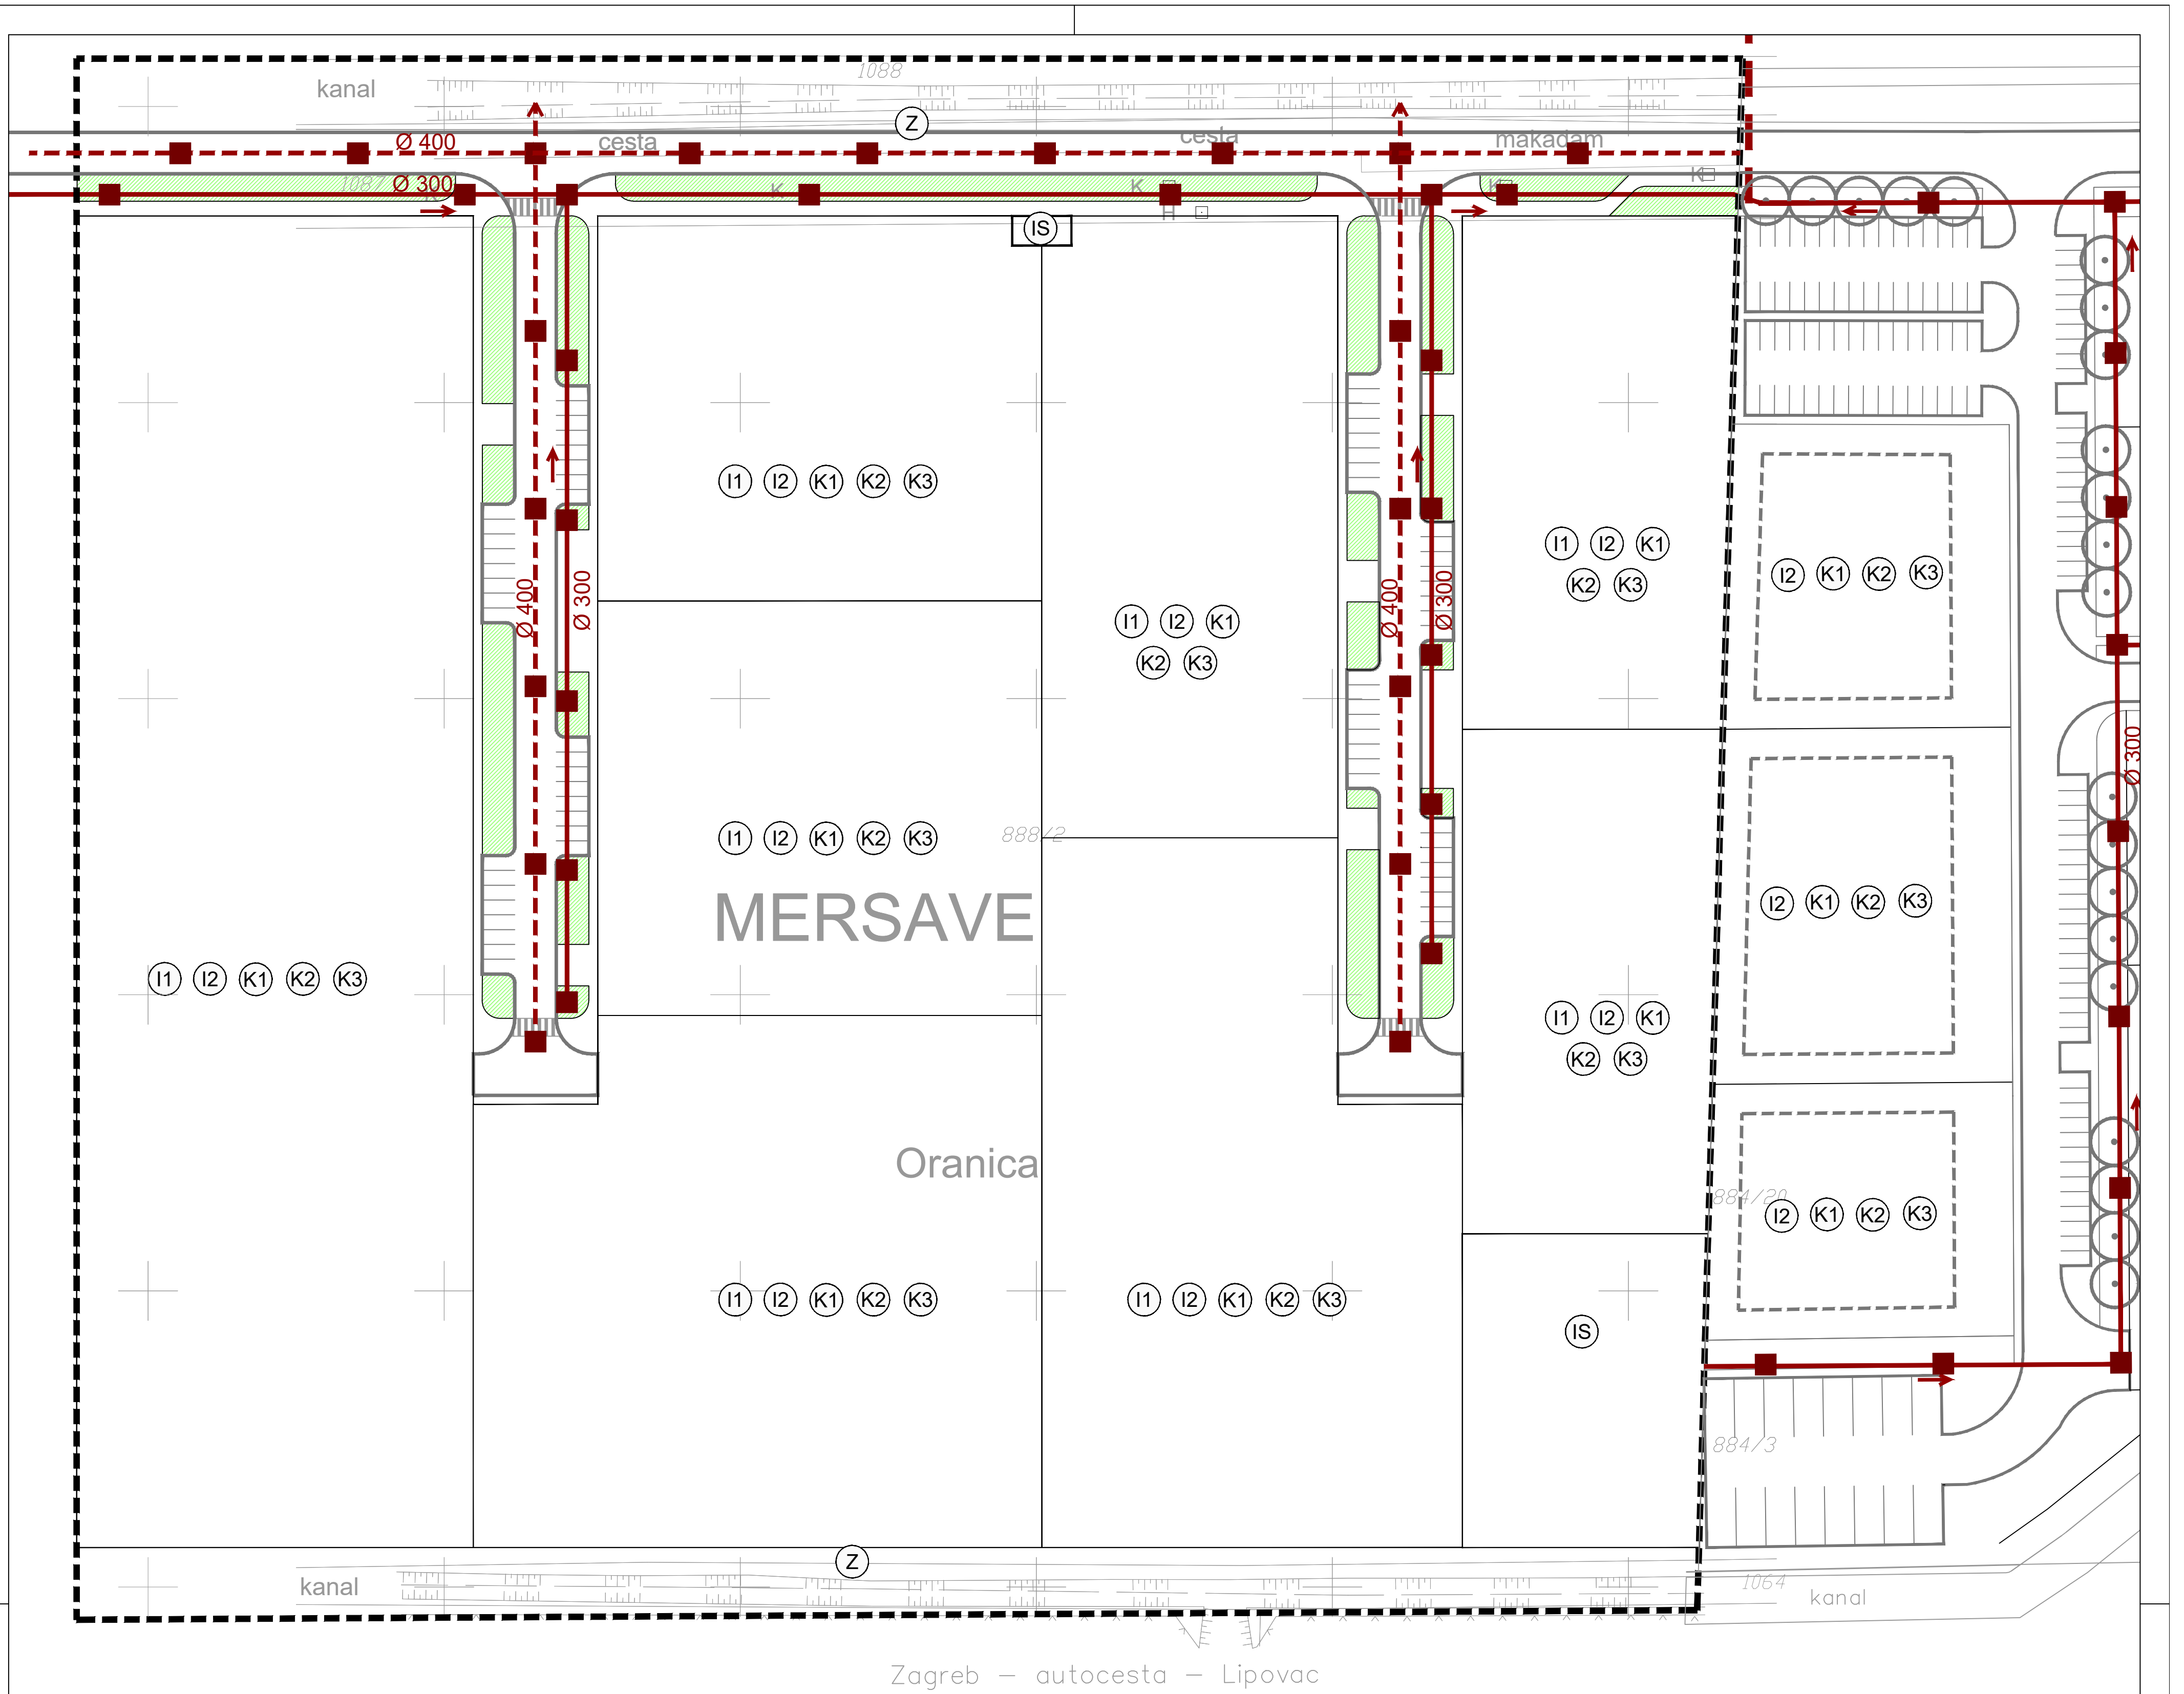 1088
kanal
Z
cesta
cesta
makadam
Ø 400
1087
Ø 300
K
K
K
K
K
H
IS
I1 I2 K1 K2 K3
I1 I2 K1
K2 K3
I2 K1 K2 K3
Ø 400
Ø 300
Ø 400
Ø 300
I1 I2 K1
K2 K3
Ø 300
I1 I2 K1 K2 K3
888/2
MERSAVE
I2 K1 K2 K3
I1 I2 K1 K2 K3
I1 I2 K1
K2 K3
Oranica
884/20
I2 K1 K2 K3
I1 I2 K1 K2 K3
I1 I2 K1 K2 K3
IS
884/3
Z
kanal
1064
kanal
Zagreb – autocesta – Lipovac